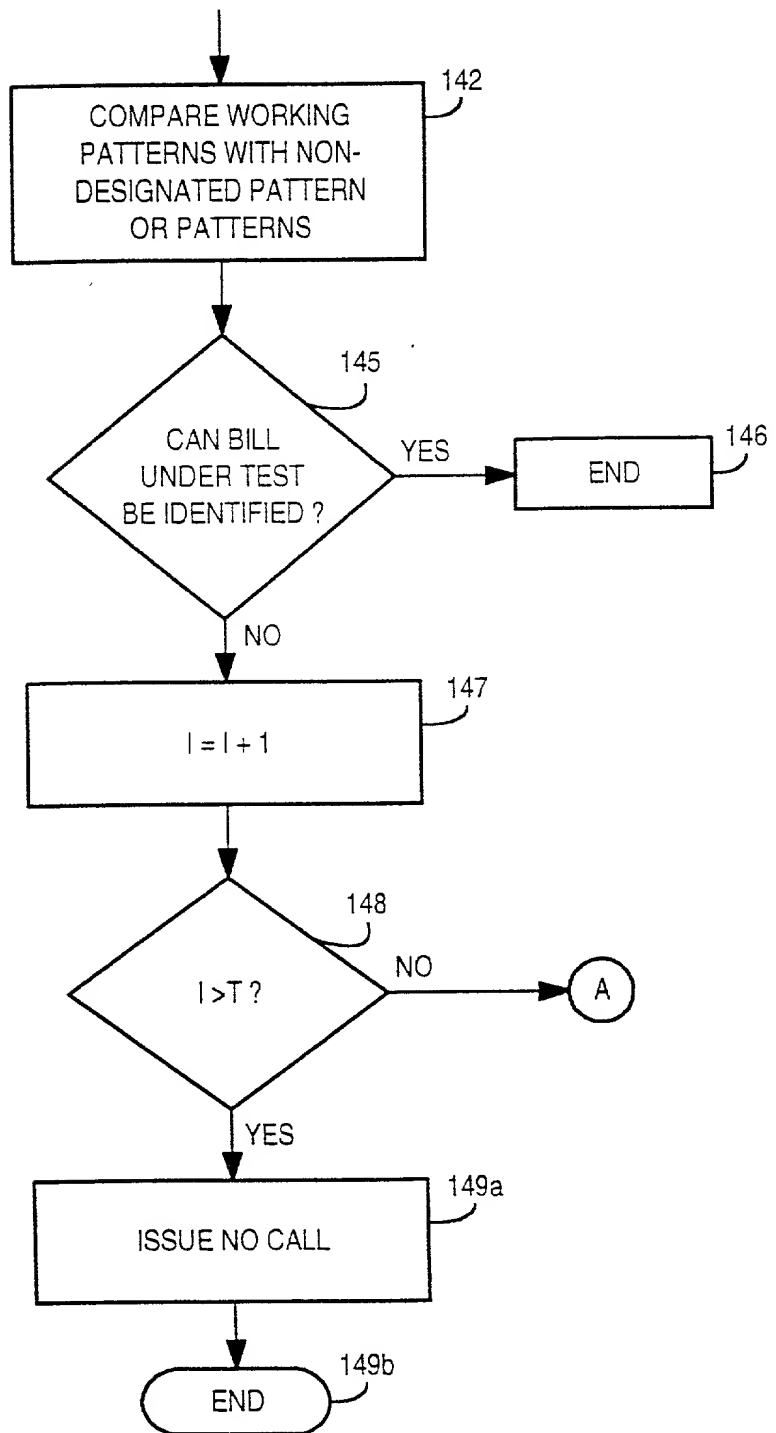 142
COMPARE WORKING
PATTERNS WITH NON-
DESIGNATED PATTERN
OR PATTERNS
145
CAN BILL
UNDER TEST
BE IDENTIFIED ?
YES
END
146
NO
147
I = I + 1
148
I >T ?
NO
A
YES
149a
ISSUE NO CALL
149b
END